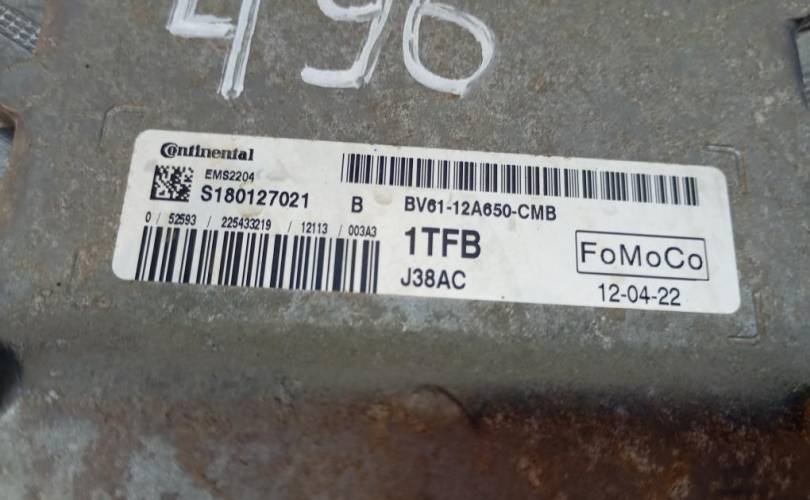 496
Continental
EMS2204
S180127021 B BV61-12A650-CMB
0 / 52593 / 225433219 / 12113 / 003A3
1TFB
FoMoCo
J38AC
12-04-22